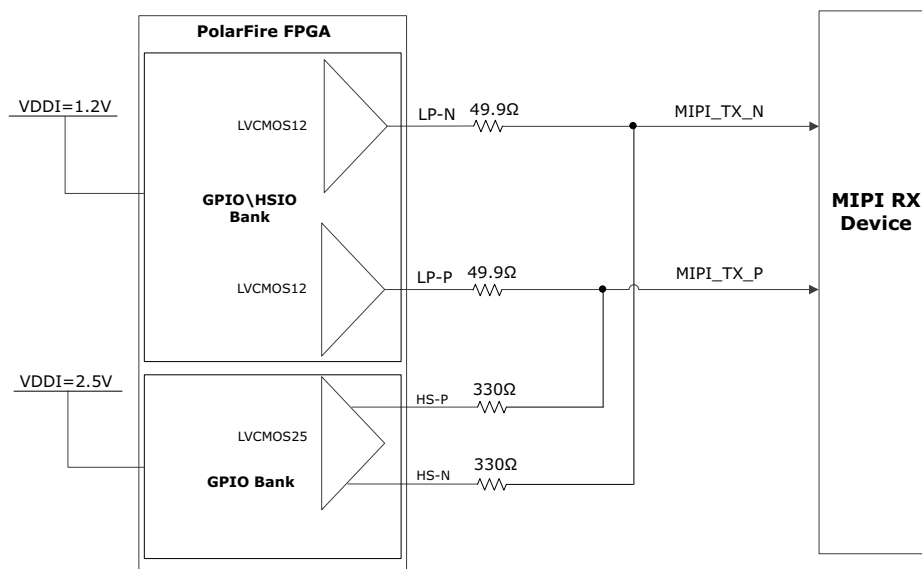 PolarFire FPGA
VDDI=1.2V
LVCMOS12
LP-N
49.9Ω
MIPI_TX_N
GPIO\HSIO
Bank
MIPI RX
Device
LVCMOS12
LP-P
49.9Ω
MIPI_TX_P
VDDI=2.5V
HS-P
330Ω
LVCMOS25
GPIO Bank
HS-N
330Ω